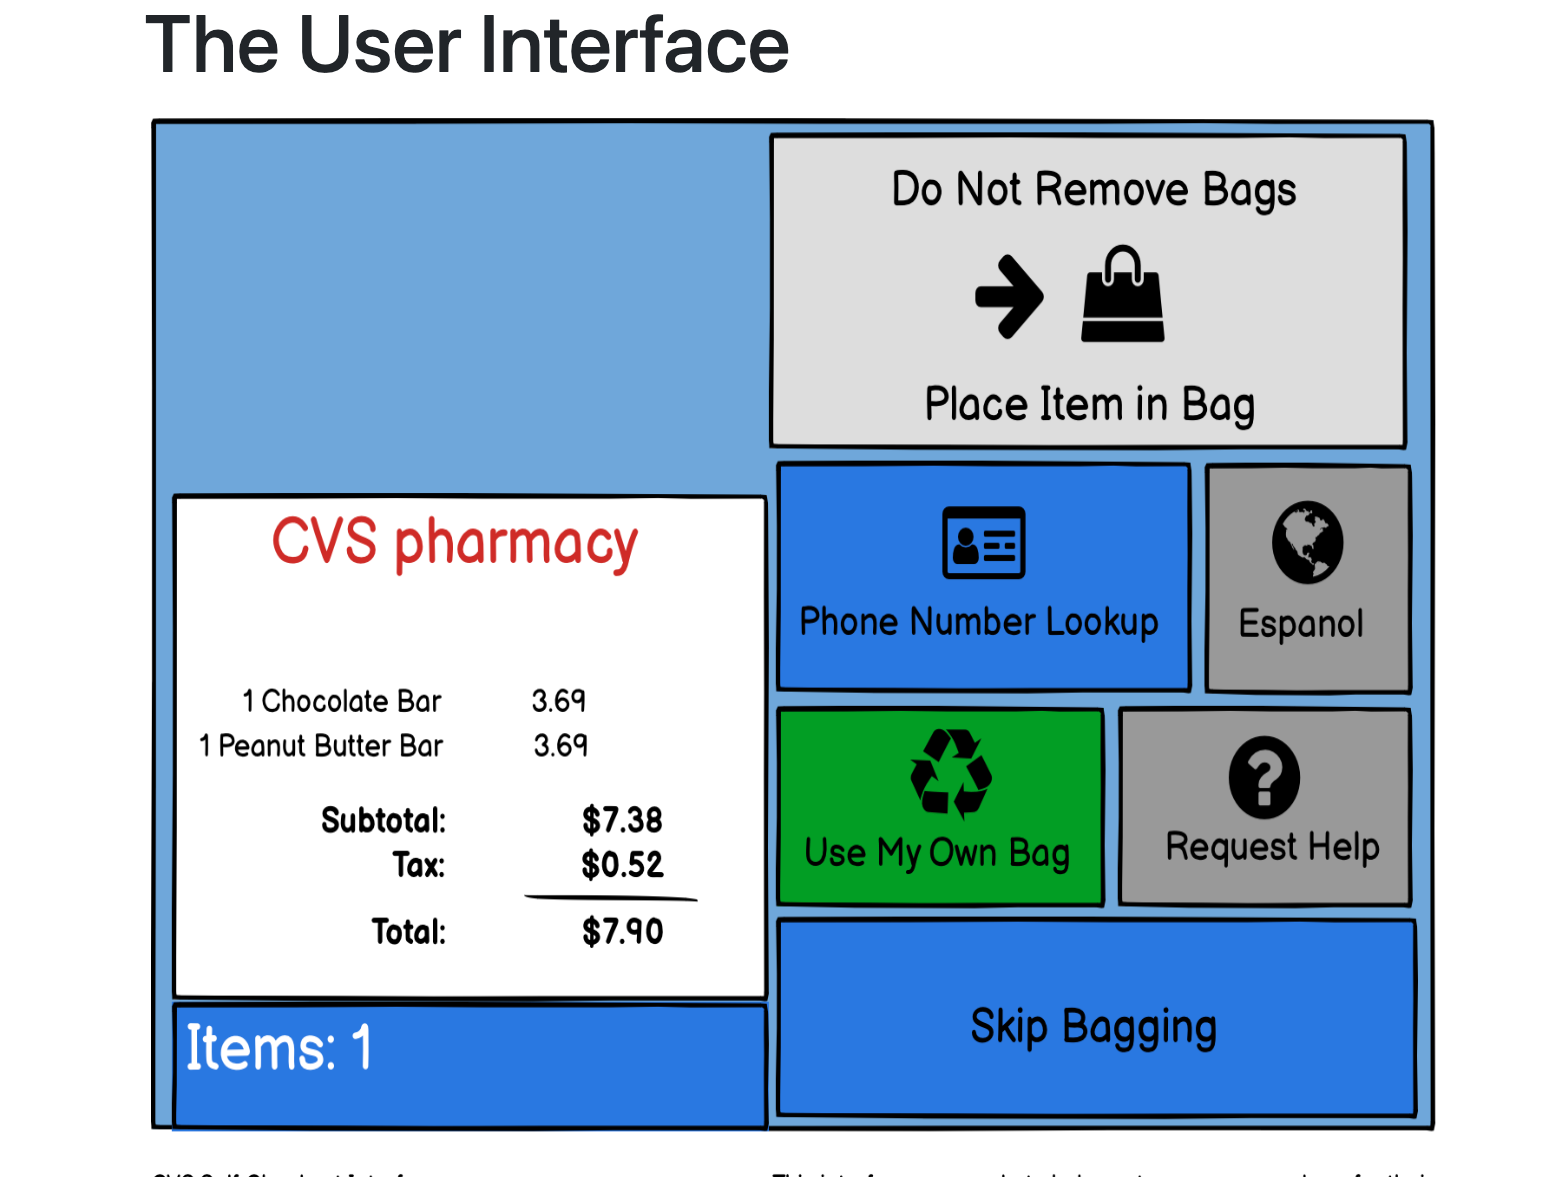 The User Interface
Do Not Remove Bags
Place Item in Bag
CVS pharmacy
1 Chocolate Bar 3.69
1 Peanut Butter Bar 3.69
Subtotal: $7.38
Tax: $0.52
Total: $7.90
Items: 1
Phone Number Lookup
Espanol
Use My Own Bag
Request Help
Skip Bagging